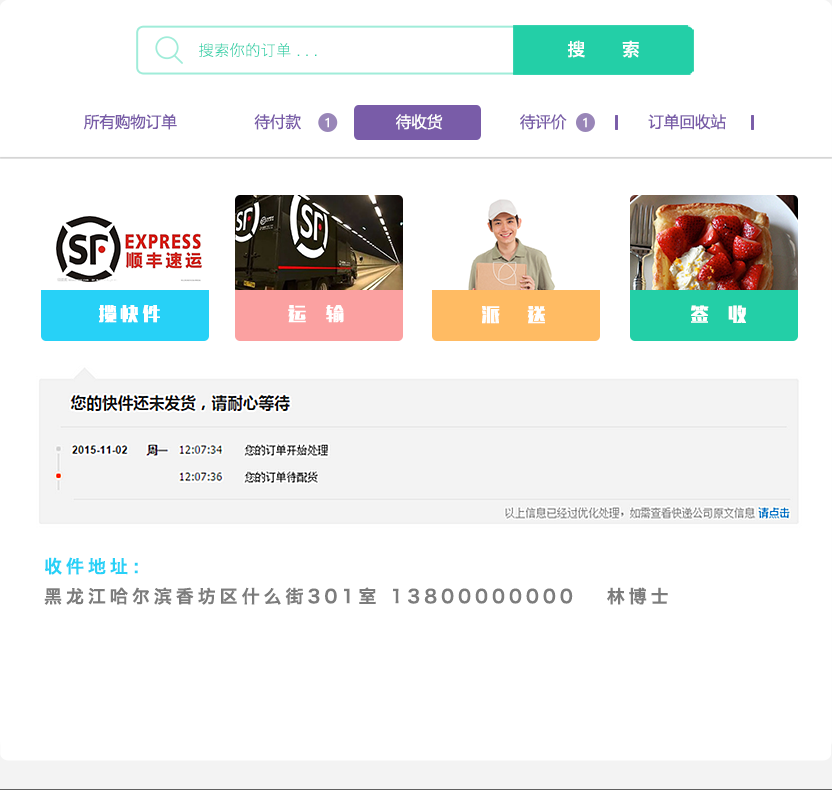 搜索你的订单 . . .
搜 索
所有购物订单 待付款 1 待收货 待评价 1 订单回收站
SF EXPRESS
顺丰速运
SF SF
揽快件 运 输 派 送 签 收
您的快件还未发货，请耐心等待
2015-11-02 周一 12:07:34 您的订单开始处理
12:07:36 您的订单待配货
以上信息已经过优化处理，如需查看快递公司原文信息 请点击
收件地址:
黑龙江哈尔滨香坊区什么街301室 13800000000 林博士